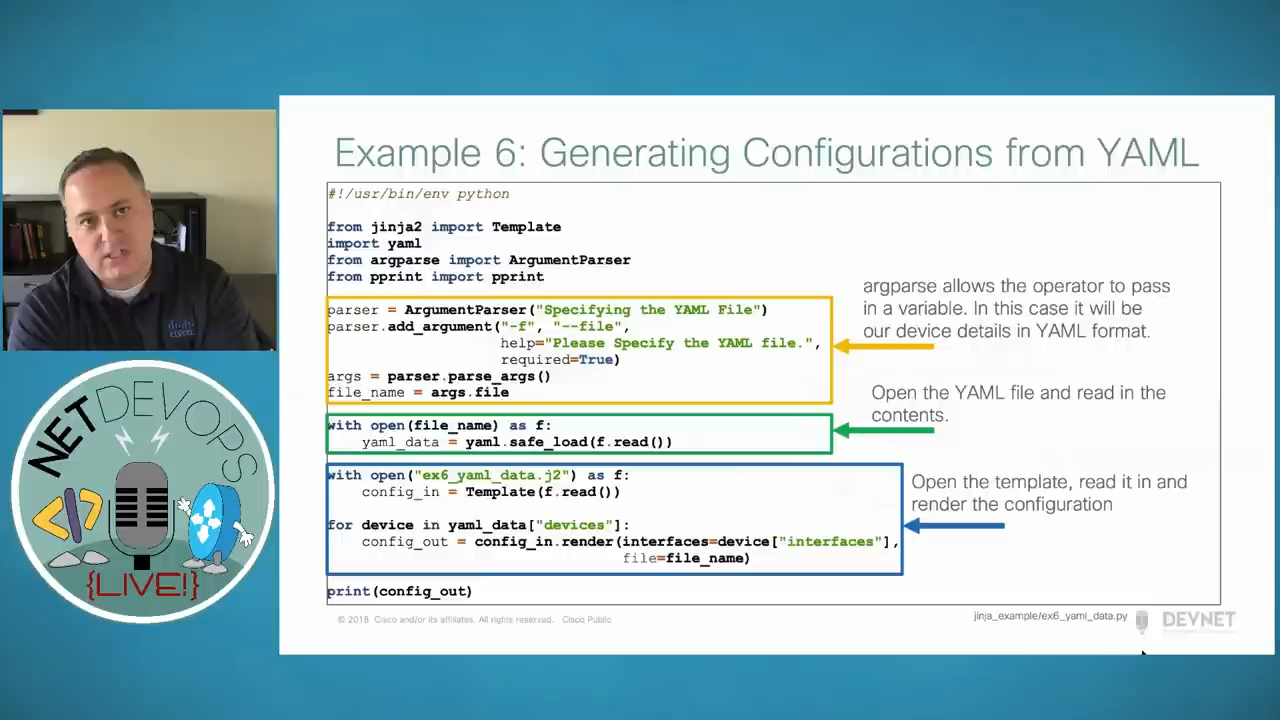 Example 6: Generating Configurations from YAML
#!/usr/bin/env python
from jinja2 import Template
import yaml
from argparse import ArgumentParser
from pprint import pprint
parser = ArgumentParser("Specifying the YAML File")
parser.add_argument("-f", "--file",
help="Please Specify the YAML file.",
required=True)
args = parser.parse_args()
file_name = args.file
with open(file_name) as f:
yaml_data = yaml.safe_load(f.read())
with open("ex6_yaml_data.j2") as f:
config_in = Template(f.read())
for device in yaml_data["devices"]:
config_out = config_in.render(interfaces=device["interfaces"],
file=file_name)
print(config_out)
argparse allows the operator to pass
in a variable. In this case it will be
our device details in YAML format.
Open the YAML file and read in the
contents.
Open the template, read it in and
render the configuration
© 2018 Cisco and/or its affiliates. All rights reserved. Cisco Public
jinja_example/ex6_yaml_data.py
DEVNET
NETDEVOPS
{LIVE!}